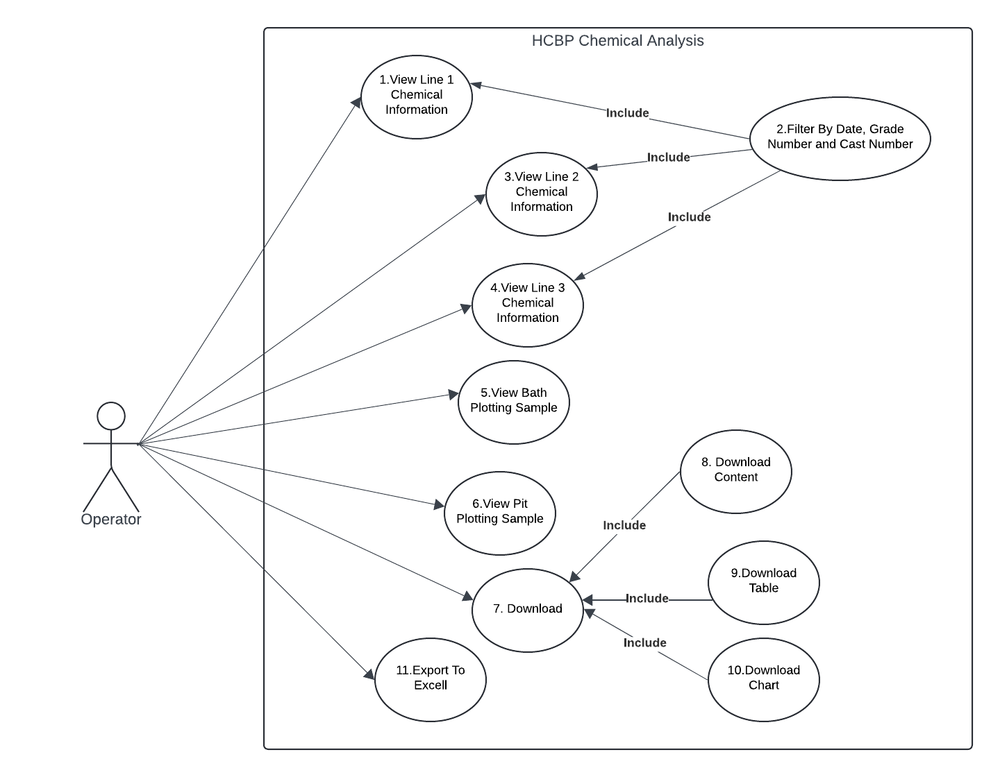 HCBP Chemical Analysis
1.View Line 1
Chemical
Information
Include
2.Filter By Date, Grade
Number and Cast Number
Include
3.View Line 2
Chemical
Information
Include
4.View Line 3
Chemical
Information
5.View Bath
Plotting Sample
Operator
6.View Pit
Plotting Sample
8. Download
Content
Include
7. Download
9.Download
Table
Include
Include
10.Download
Chart
11.Export To
Excell